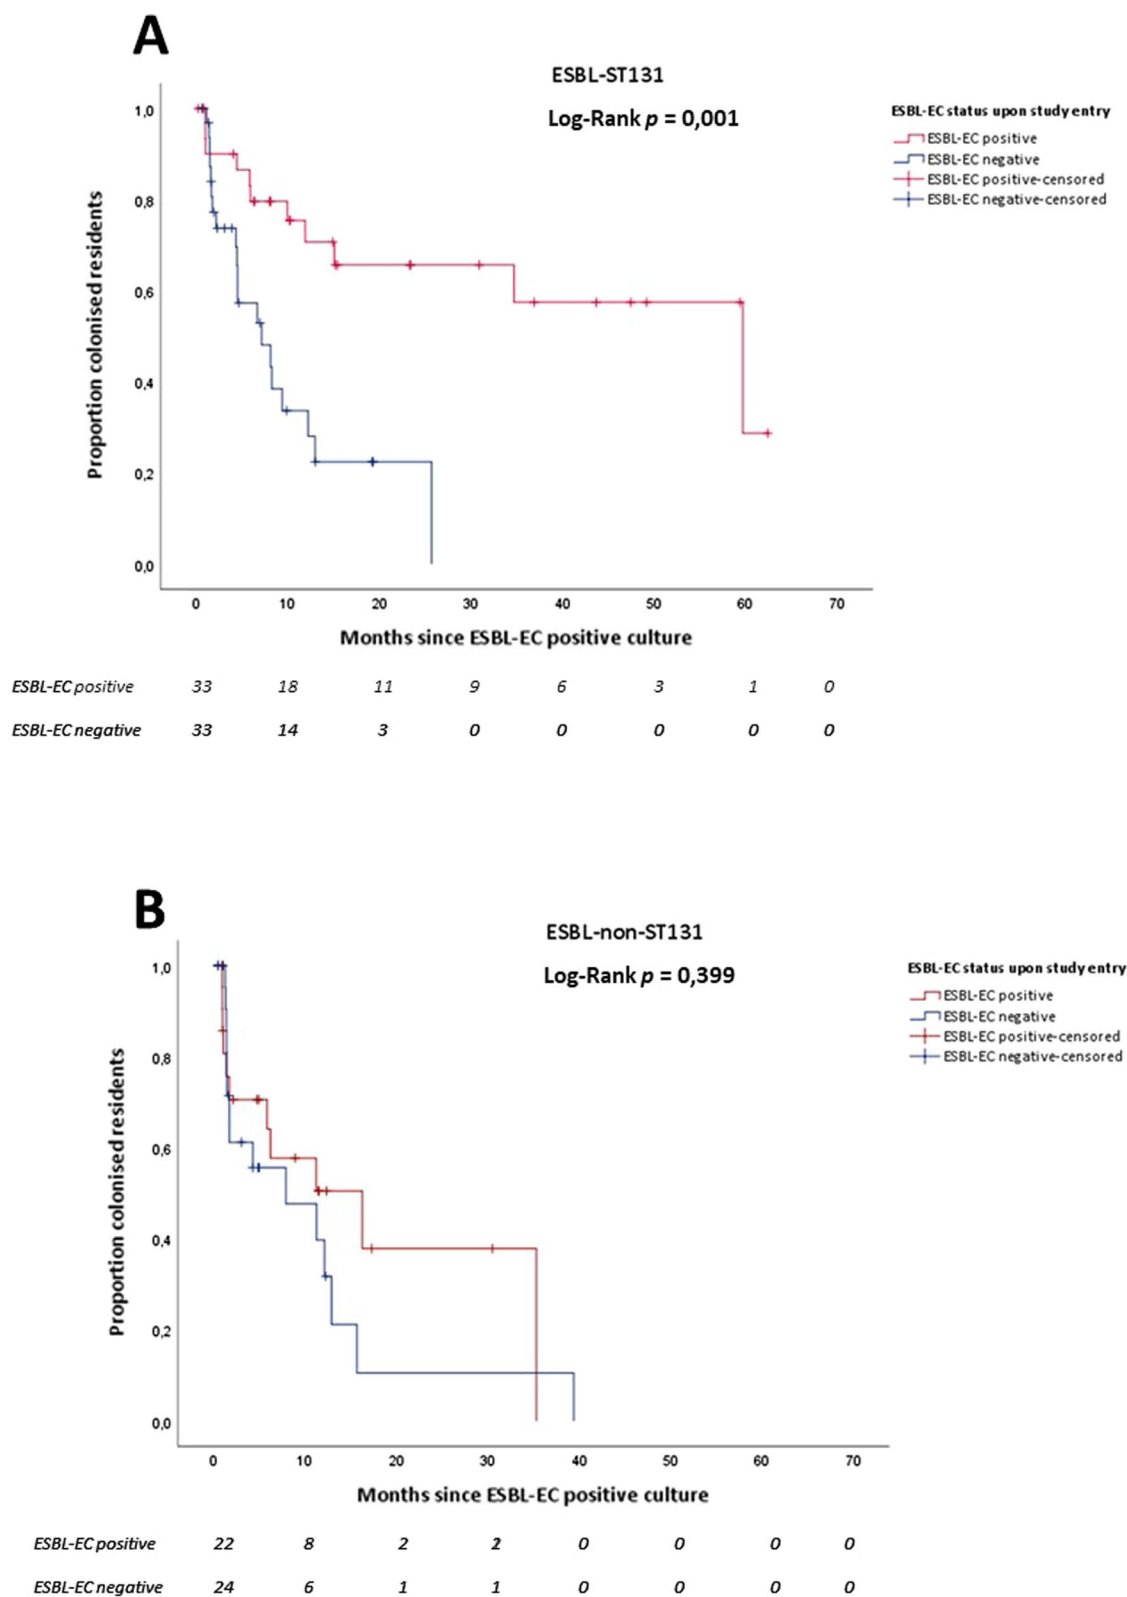 A
ESBL-ST131
Log-Rank p = 0,001
ESBL-EC status upon study entry
ESBL-EC positive
ESBL-EC negative
ESBL-EC positive-censored
ESBL-EC negative-censored
Proportion colonised residents
1,0
0,8
0,6
0,4
0,2
0,0
0 10 20 30 40 50 60 70
Months since ESBL-EC positive culture
ESBL-EC positive 33 18 11 9 6 3 1 0
ESBL-EC negative 33 14 3 0 0 0 0 0
B
ESBL-non-ST131
Log-Rank p = 0,399
ESBL-EC status upon study entry
ESBL-EC positive
ESBL-EC negative
ESBL-EC positive-censored
ESBL-EC negative-censored
Proportion colonised residents
1,0
0,8
0,6
0,4
0,2
0,0
0 10 20 30 40 50 60 70
Months since ESBL-EC positive culture
ESBL-EC positive 22 8 2 2 0 0 0 0
ESBL-EC negative 24 6 1 1 0 0 0 0